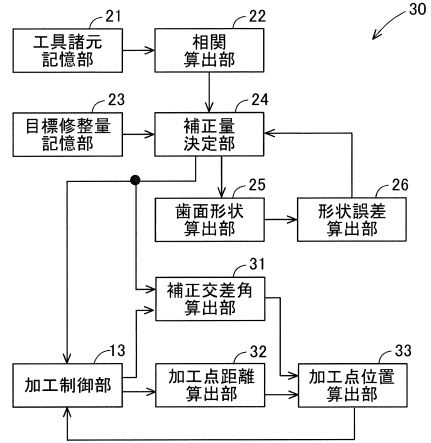 30
21
工具諸元
記憶部
22
相関
算出部
23
目標修整量
記憶部
24
補正量
決定部
25
歯面形状
算出部
26
形状誤差
算出部
31
補正交差角
算出部
13
加工制御部
32
加工点距離
算出部
33
加工点位置
算出部